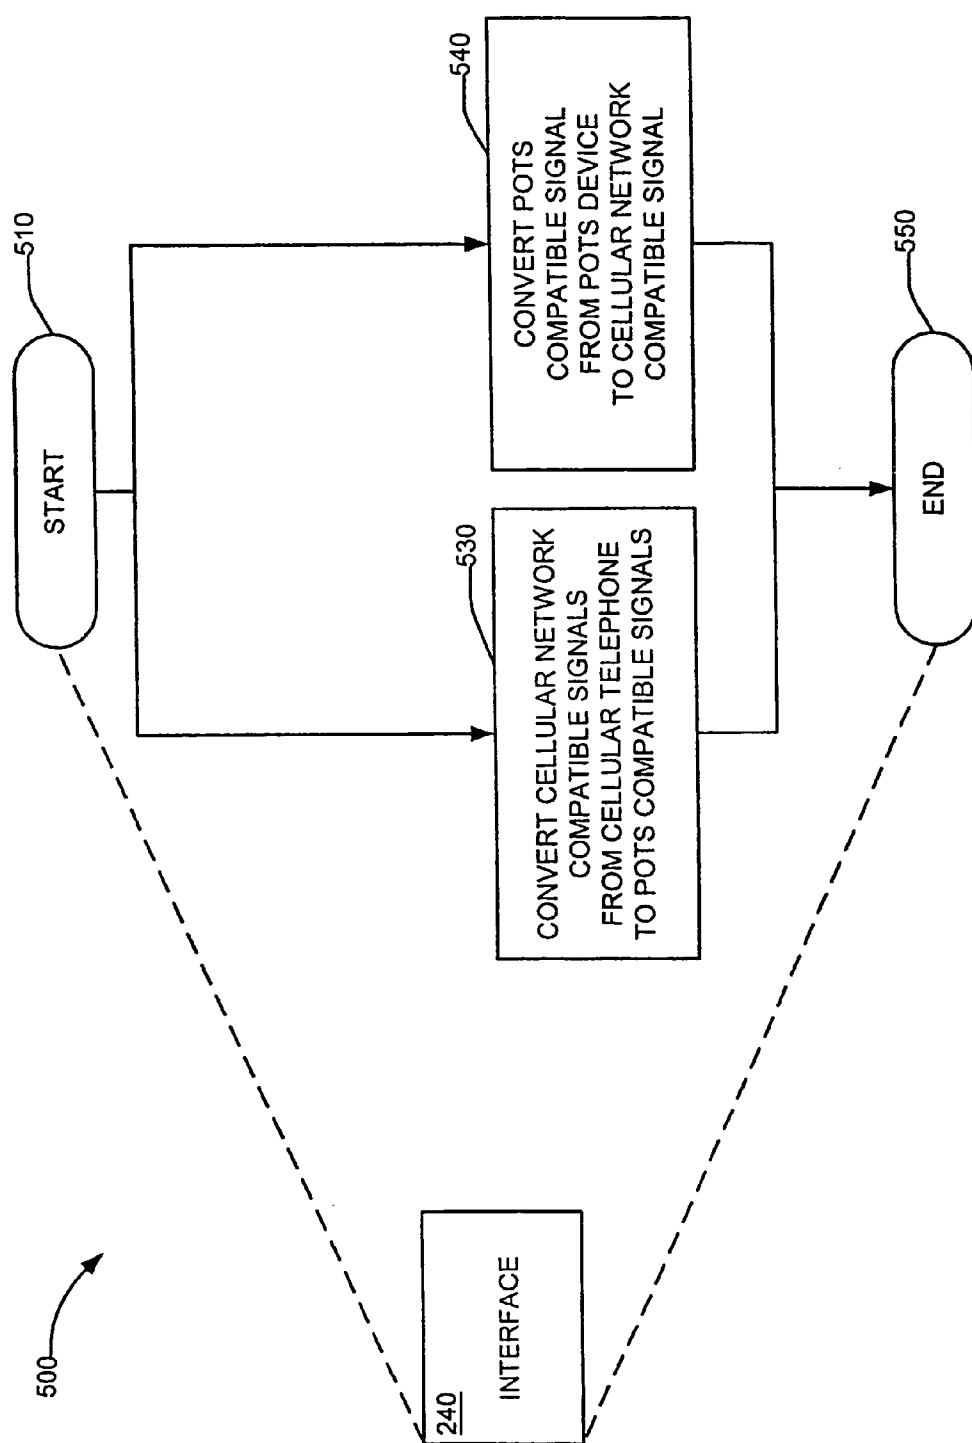 500
240
INTERFACE
510
START
530
CONVERT CELLULAR NETWORK
COMPATIBLE SIGNALS
FROM CELLULAR TELEPHONE
TO POTS COMPATIBLE SIGNALS
540
CONVERT POTS
COMPATIBLE SIGNAL
FROM POTS DEVICE
TO CELLULAR NETWORK
COMPATIBLE SIGNAL
550
END